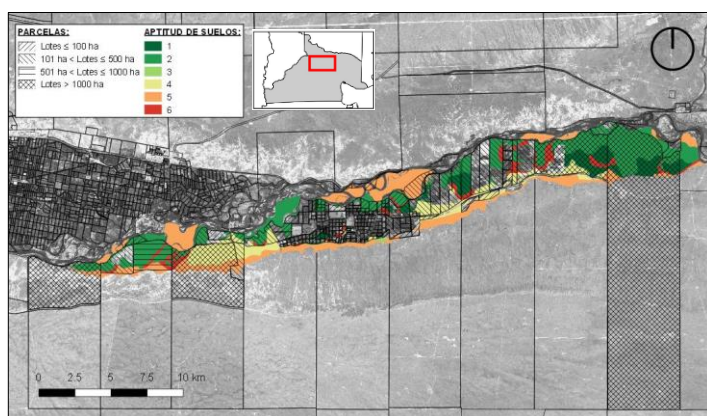 PARCELAS:
Lotes ≤ 100 ha
101 ha < Lotes ≤ 500 ha
501 ha < Lotes ≤ 1000 ha
Lotes > 1000 ha
APTITUD DE SUELOS:
1
2
3
4
5
6
0 2.5 5 7.5 10 km